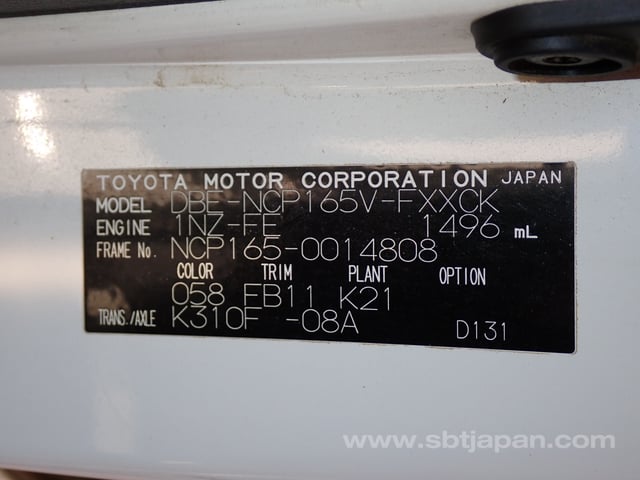 TOYOTA MOTOR CORPORATION JAPAN
MODEL DBE-NCP165V-FXXCK
ENGINE 1NZ-FE 1496 mL
FRAME No. NCP165-0014808
COLOR TRIM PLANT OPTION
058 FB11 K21
TRANS./AXLE K310F -08A D131
www.sbtjapan.com